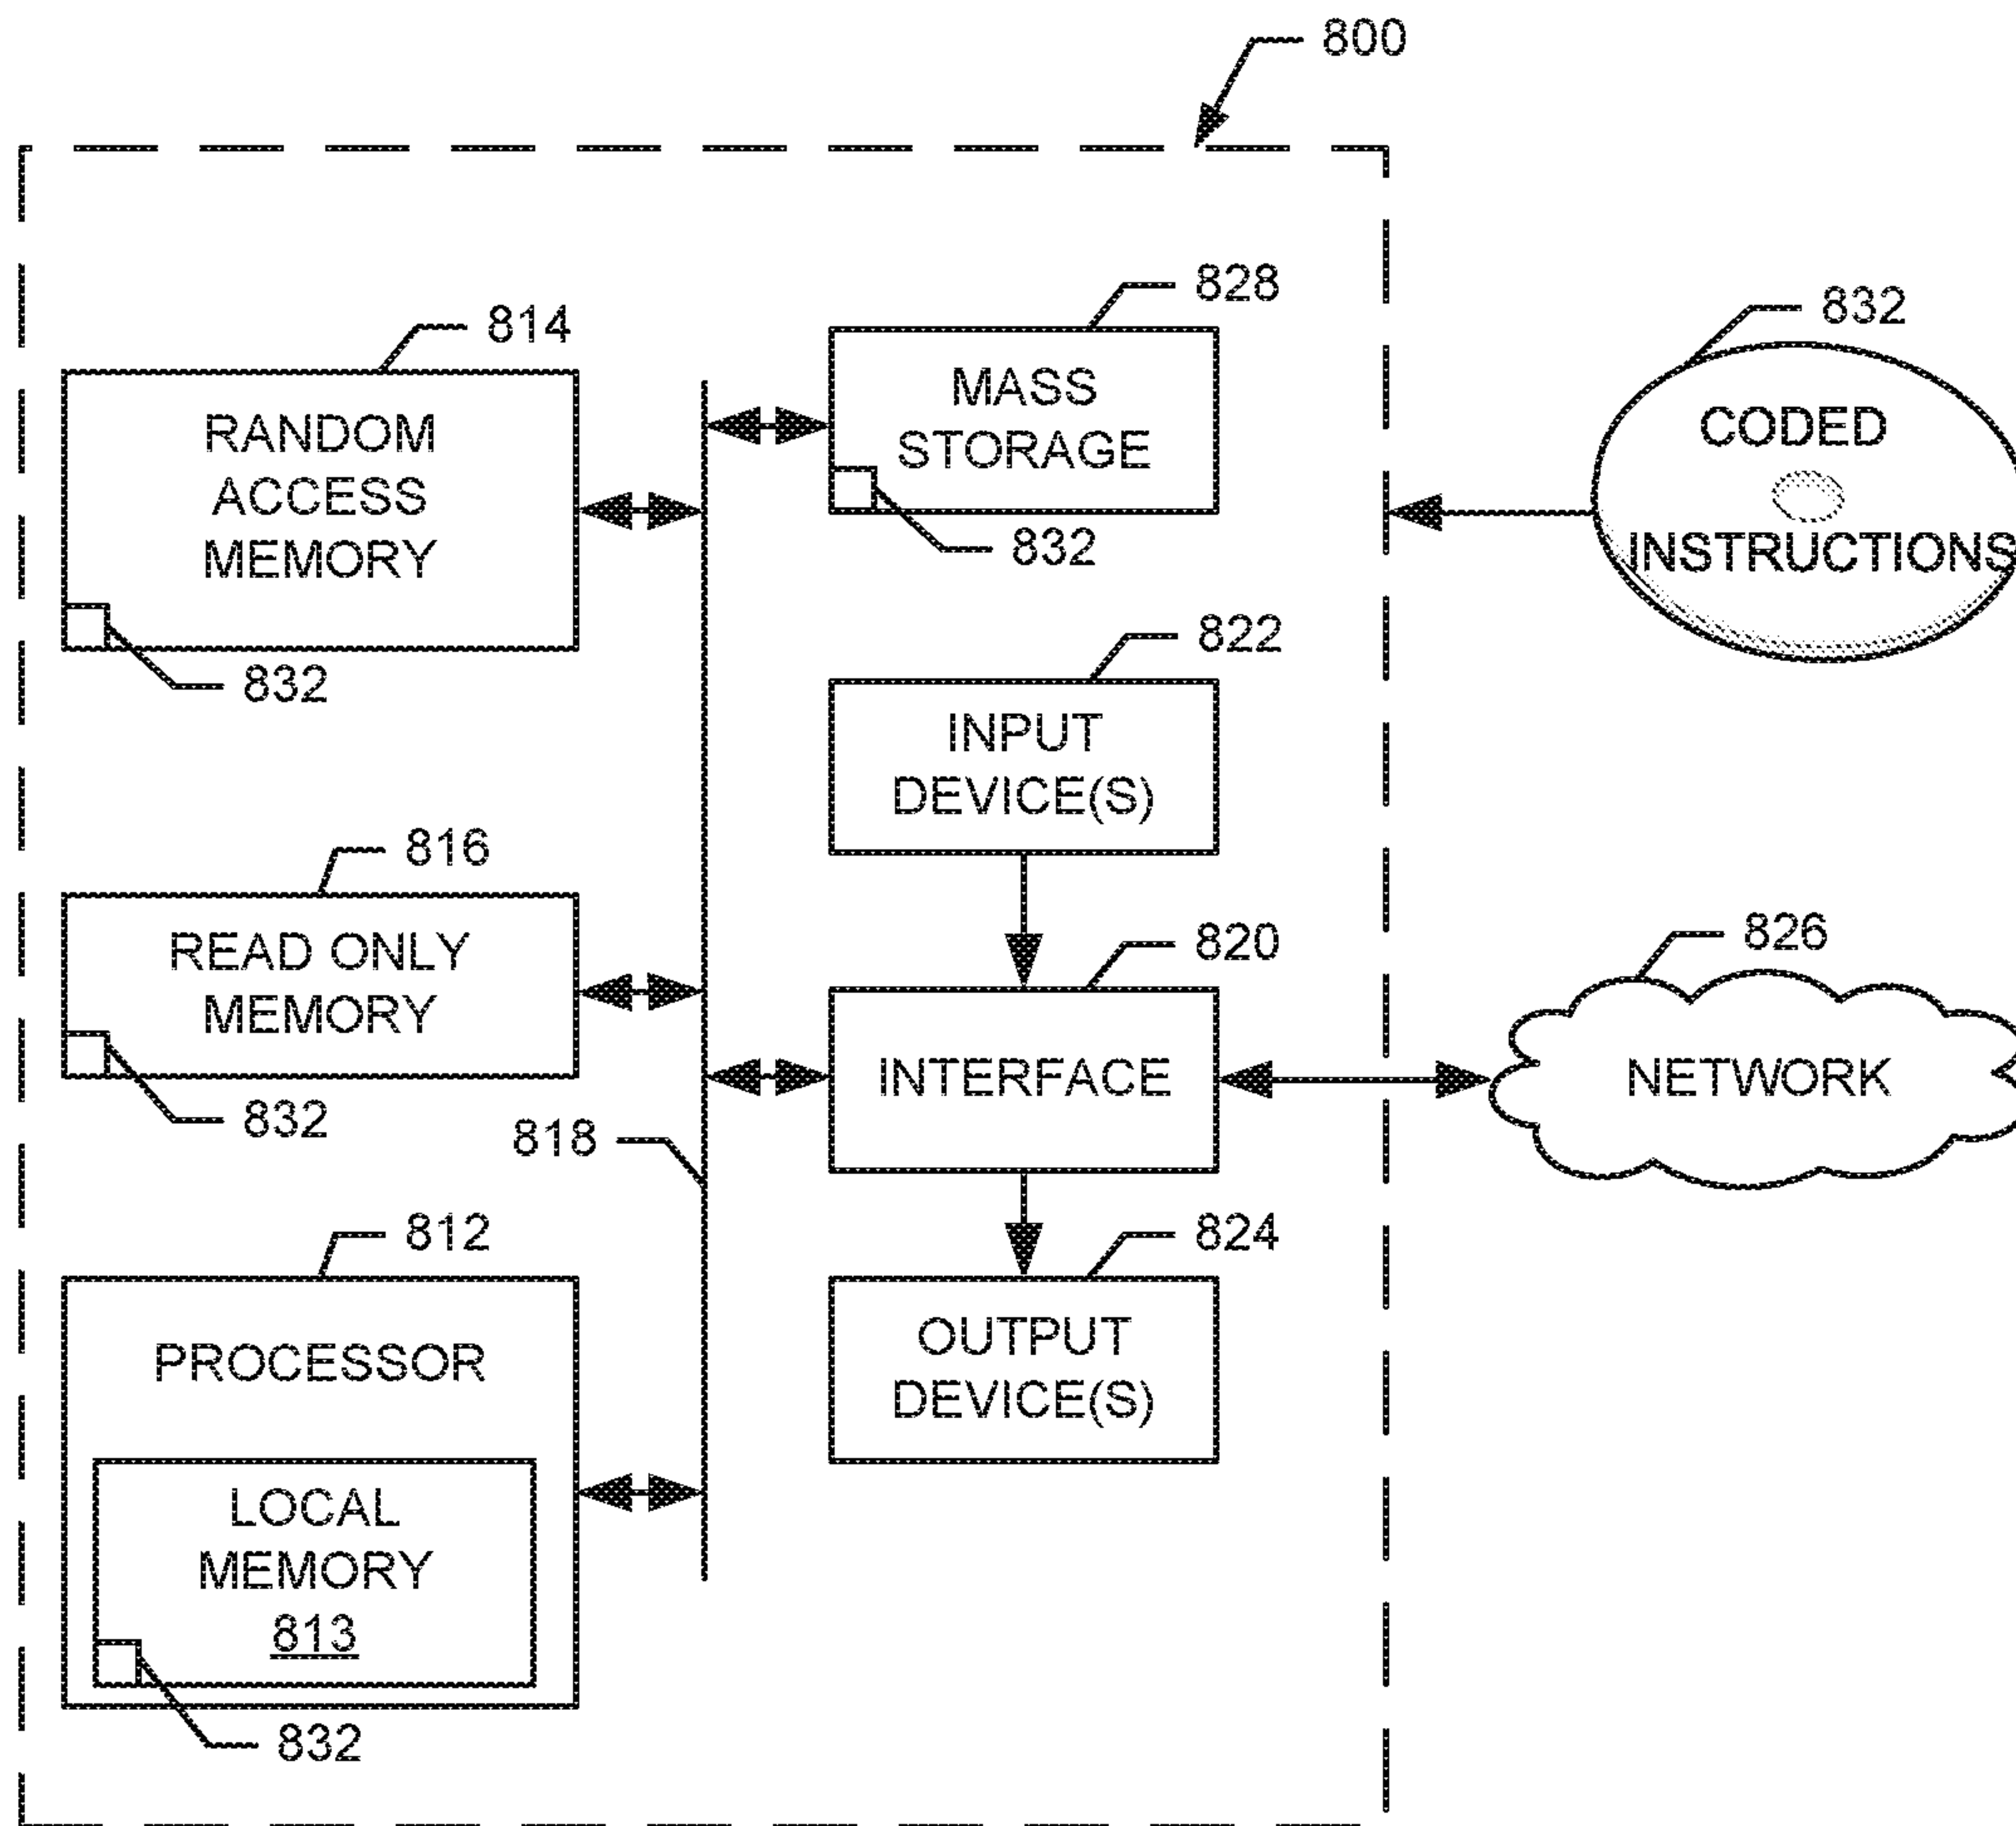 800
828
832
814
MASS
STORAGE
RANDOM
ACCESS
MEMORY
CODED
INSTRUCTIONS
832
832
822
INPUT
DEVICE(S)
816
820
826
READ ONLY
MEMORY
INTERFACE
NETWORK
832
818
812
824
PROCESSOR
OUTPUT
DEVICE(S)
LOCAL
MEMORY
813
832